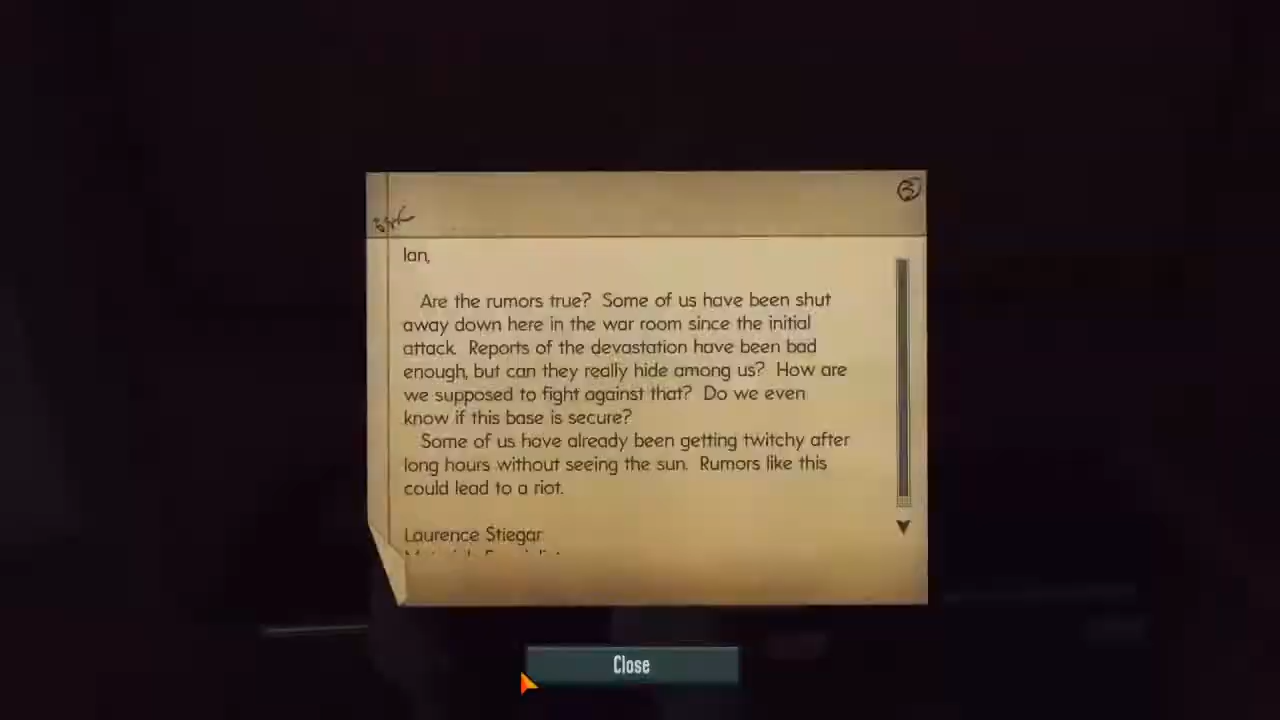 Ian,
Are the rumors true? Some of us have been shut
away down here in the war room since the initial
attack. Reports of the devastation have been bad
enough, but can they really hide among us? How are
we supposed to fight against that? Do we even
know if this base is secure?
Some of us have already been getting twitchy after
long hours without seeing the sun. Rumors like this
could lead to a riot.
Laurence Stiegar
Close